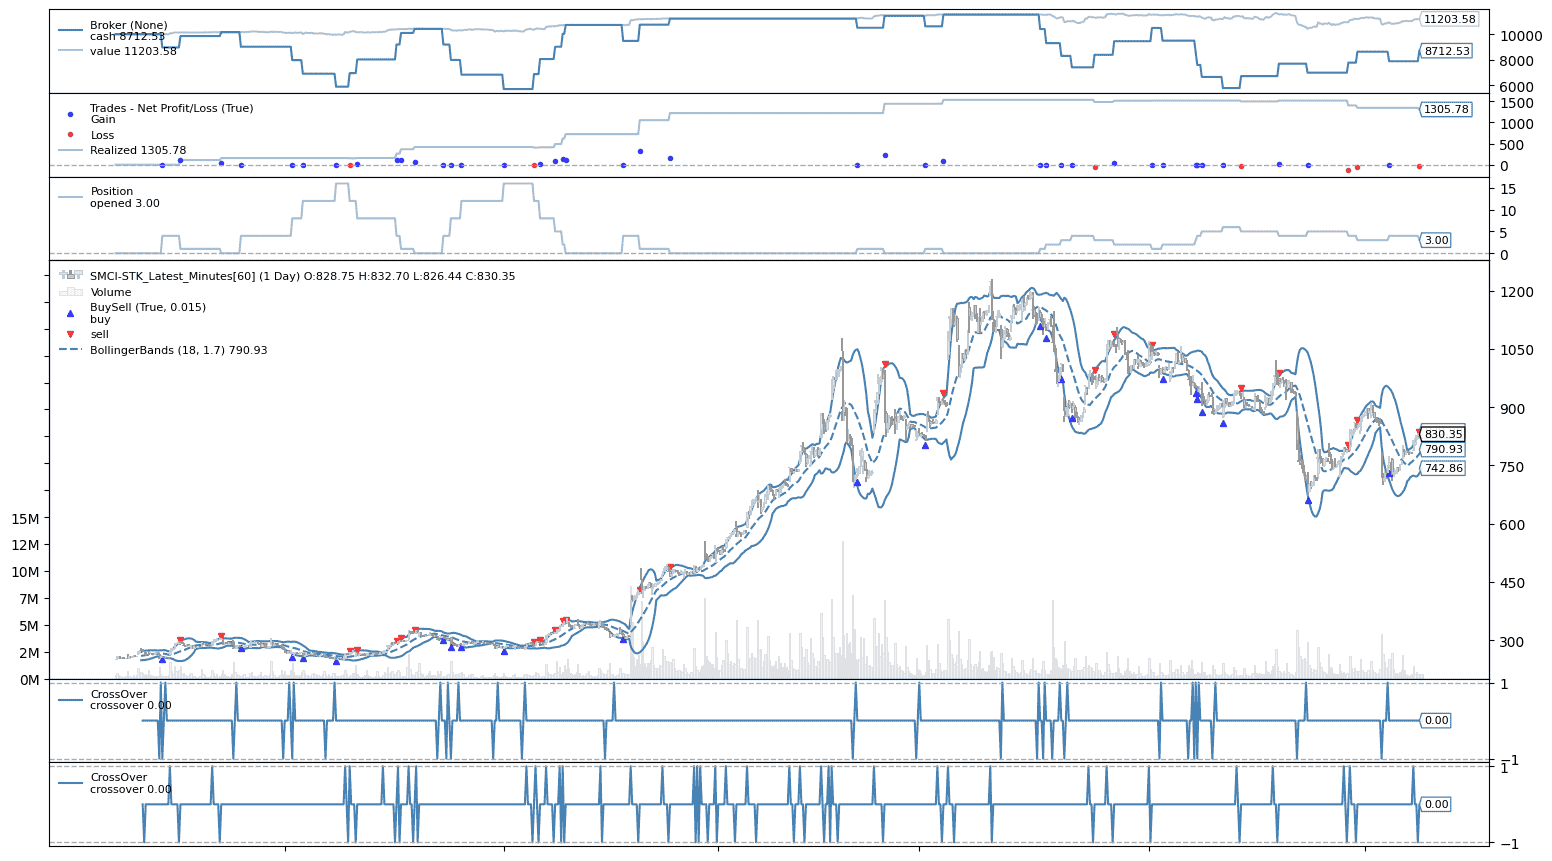 Broker (None)
cash 8712.53
value 11203.58
11203.58
10000
8712.53
8000
6000
Trades - Net Profit/Loss (True)
Gain
Loss
Realized 1305.78
1500
1305.78
1000
500
0
Position
opened 3.00
15
10
5
3.00
0
SMCI-STK_Latest_Minutes[60] (1 Day) O:828.75 H:832.70 L:826.44 C:830.35
Volume
BuySell (True, 0.015)
buy
sell
BollingerBands (18, 1.7) 790.93
1200
1050
900
830.35
790.93
742.86
750
600
450
300
15M
12M
10M
7M
5M
2M
0M
CrossOver
crossover 0.00
1
0.00
−1
CrossOver
crossover 0.00
1
0.00
−1